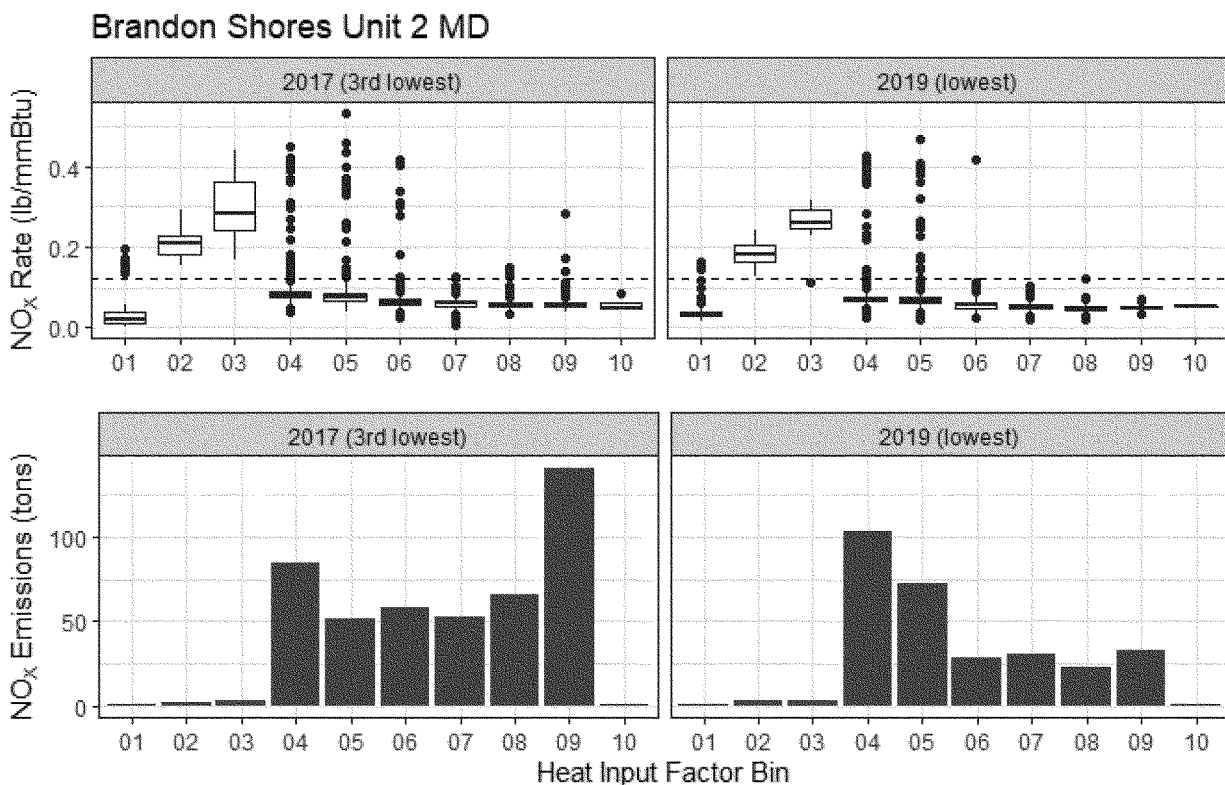 Brandon Shores Unit 2 MD
2017 (3rd lowest) 2019 (lowest)
NOx Rate (lb/mmBtu)
0.4
0.2
0.0
01 02 03 04 05 06 07 08 09 10 01 02 03 04 05 06 07 08 09 10
2017 (3rd lowest) 2019 (lowest)
NOx Emissions (tons)
100
50
0
01 02 03 04 05 06 07 08 09 10 01 02 03 04 05 06 07 08 09 10
Heat Input Factor Bin